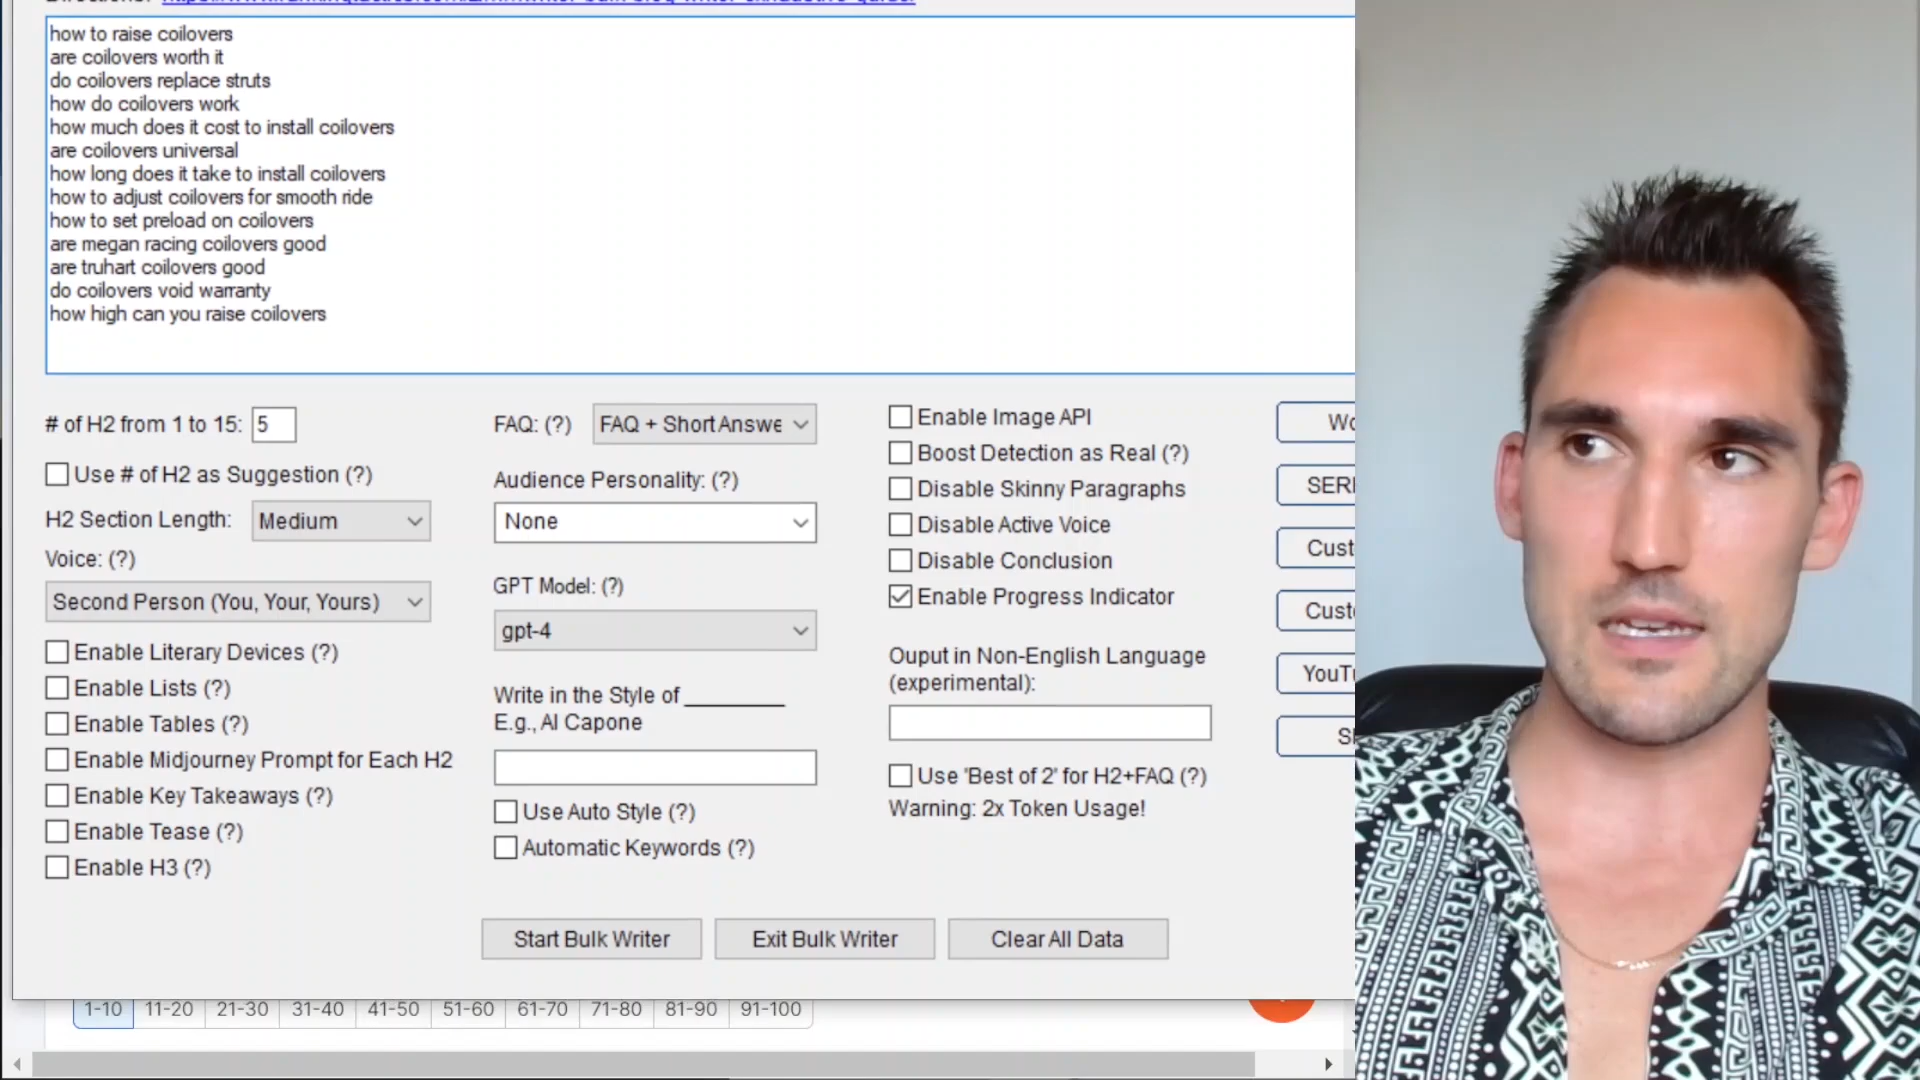 how to raise coilovers
are coilovers worth it
do coilovers replace struts
how do coilovers work
how much does it cost to install coilovers
are coilovers universal
how long does it take to install coilovers
how to adjust coilovers for smooth ride
how to set preload on coilovers
are megan racing coilovers good
are truhart coilovers good
do coilovers void warranty
how high can you raise coilovers
# of H2 from 1 to 15: 5
Use # of H2 as Suggestion (?)
H2 Section Length: Medium
Voice: (?)
Second Person (You, Your, Yours)
Enable Literary Devices (?)
Enable Lists (?)
Enable Tables (?)
Enable Midjourney Prompt for Each H2
Enable Key Takeaways (?)
Enable Tease (?)
Enable H3 (?)
FAQ: (?) FAQ + Short Answe
Audience Personality: (?)
None
GPT Model: (?)
gpt-4
Write in the Style of ________
E.g., Al Capone
Use Auto Style (?)
Automatic Keywords (?)
Enable Image API
Boost Detection as Real (?)
Disable Skinny Paragraphs
Disable Active Voice
Disable Conclusion
Enable Progress Indicator
Ouput in Non-English Language
(experimental):
Use 'Best of 2' for H2+FAQ (?)
Warning: 2x Token Usage!
Start Bulk Writer Exit Bulk Writer Clear All Data
1-10 11-20 21-30 31-40 41-50 51-60 61-70 71-80 81-90 91-100